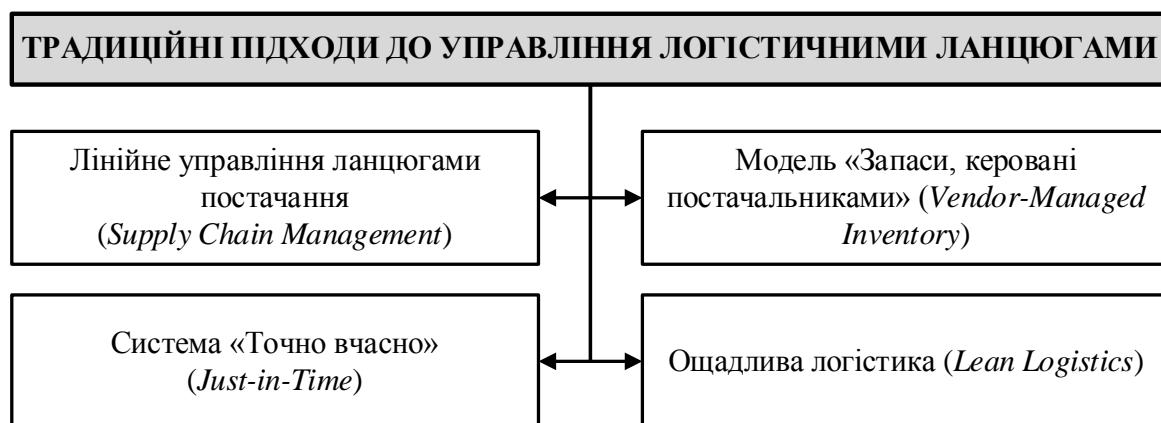 ТРАДИЦІЙНІ ПІДХОДИ ДО УПРАВЛІННЯ ЛОГІСТИЧНИМИ ЛАНЦЮГАМИ
Лінійне управління ланцюгами
постачання
(Supply Chain Management)
Модель «Запаси, керовані
постачальниками» (Vendor-Managed
Inventory)
Система «Точно вчасно»
(Just-in-Time)
Ощадлива логістика (Lean Logistics)